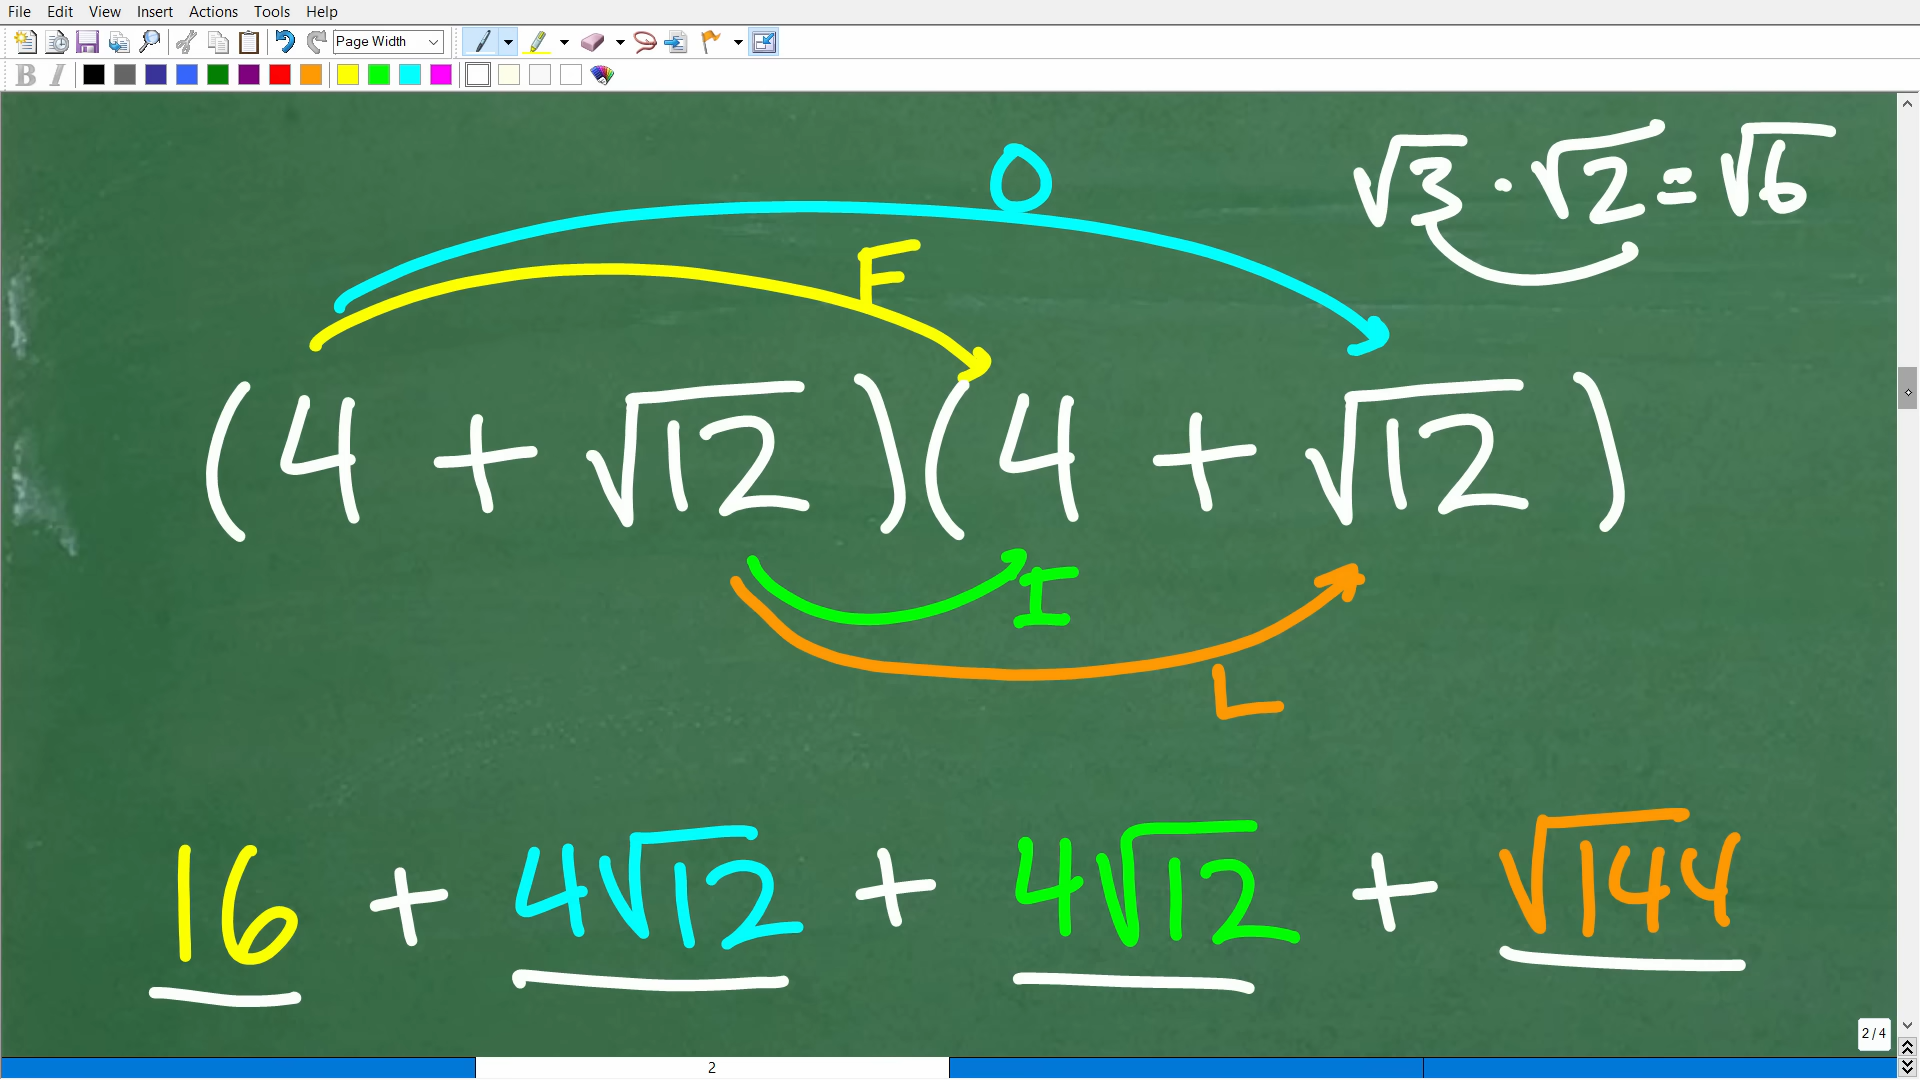 File Edit View Insert Actions Tools Help
Page Width
B I
√3 · √2 = √6
O
F
(4 + √12)(4 + √12)
I
L
16 + 4√12 + 4√12 + √144
2 / 4
2